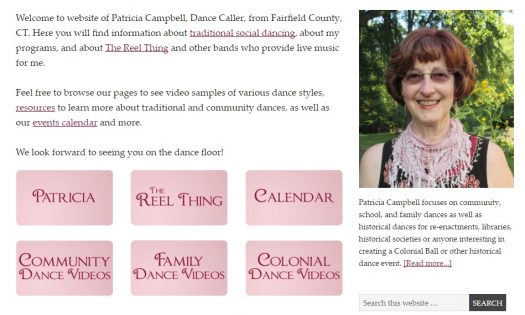 Welcome to website of Patricia Campbell, Dance Caller, from Fairfield County,
CT. Here you will find information about traditional social dancing, about my
programs, and about The Reel Thing and other bands who provide live music
for me.
Feel free to browse our pages to see video samples of various dance styles,
resources to learn more about traditional and community dances, as well as
our events calendar and more.
We look forward to seeing you on the dance floor!
Patricia
The
Reel Thing
Calendar
Community
Dance Videos
Family
Dance Videos
Colonial
Dance Videos
Patricia Campbell focuses on community,
school, and family dances as well as
historical dances for re-enactments, libraries,
historical societies or anyone interesting in
creating a Colonial Ball or other historical
dance event. [Read more...]
Search this website …
SEARCH